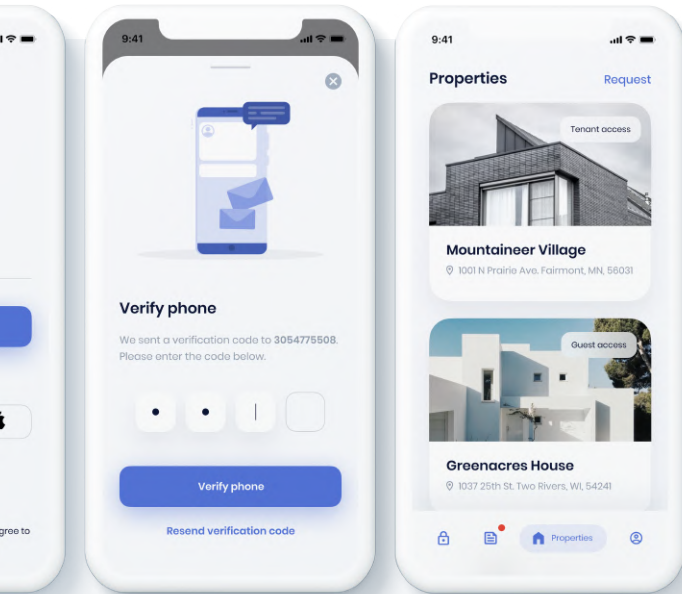 9:41
Verify phone
We sent a verification code to 3054775508.
Please enter the code below.
Verify phone
Resend verification code
gree to
9:41
Properties
Request
Tenant access
Mountaineer Village
1001 N Prairie Ave. Fairmont, MN, 56031
Guest access
Greenacres House
1037 25th St. Two Rivers, WI, 54241
Properties